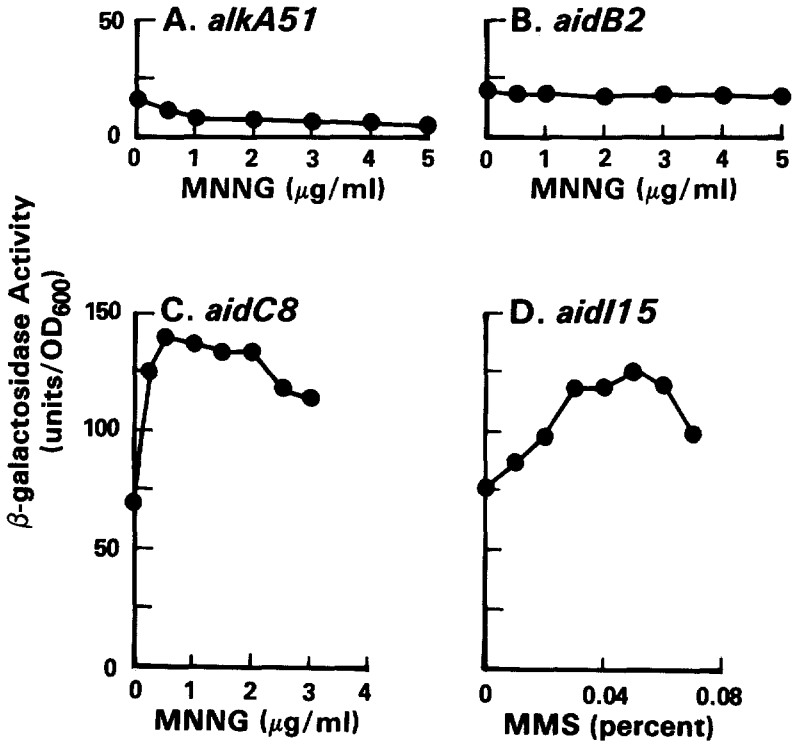 A. alkA51
50
0
0 1 2 3 4 5
MNNG (μg/ml)
B. aidB2
0 1 2 3 4 5
MNNG (μg/ml)
β-galactosidase Activity
(units/OD600)
C. aidC8
150
100
50
0
0 1 2 3 4
MNNG (μg/ml)
D. aidI15
0 0.04 0.08
MMS (percent)